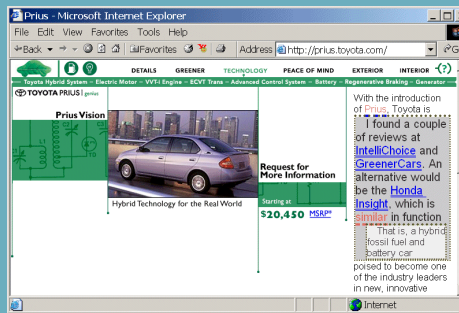 Prius - Microsoft Internet Explorer
File Edit View Favorites Tools Help
Back Favorites Address http://prius.toyota.com/
DETAILS GREENER TECHNOLOGY PEACE OF MIND EXTERIOR INTERIOR (?)
Toyota Hybrid System – Electric Motor – VVT-i Engine – ECVT Trans – Advanced Control System – Battery – Regenerative Braking – Generator
TOYOTA PRIUS | genius
Prius Vision
Hybrid Technology for the Real World
Request for
More Information
Starting at
$20,450 MSRP*
With the introduction
of Prius, Toyota is
I found a couple
of reviews at
IntelliChoice and
GreenerCars. An
alternative would
be the Honda
Insight, which is
similar in function
That is, a hybrid
fossil fuel and
battery car
poised to become one
of the industry leaders
in new, innovative
Internet